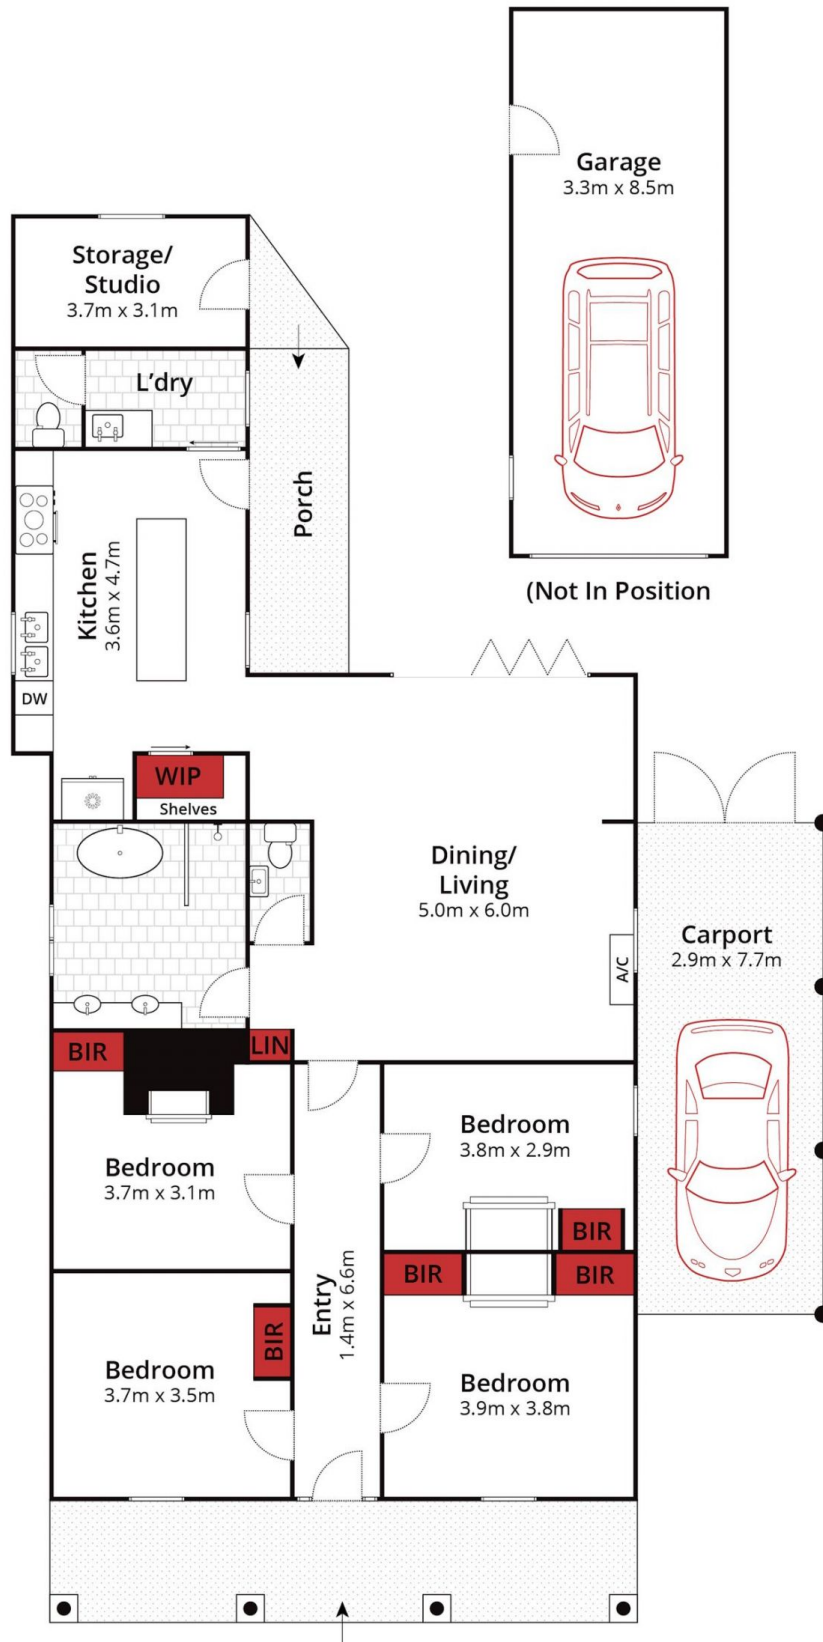 Garage
3.3m x 8.5m
(Not In Position
Storage/
Studio
3.7m x 3.1m
L'dry
Porch
Kitchen
3.6m x 4.7m
DW
WIP
Shelves
Dining/
Living
5.0m x 6.0m
A/C
Carport
2.9m x 7.7m
BIR
LIN
Bedroom
3.7m x 3.1m
Bedroom
3.8m x 2.9m
BIR
BIR
BIR
Entry
1.4m x 6.6m
BIR
Bedroom
3.7m x 3.5m
Bedroom
3.9m x 3.8m